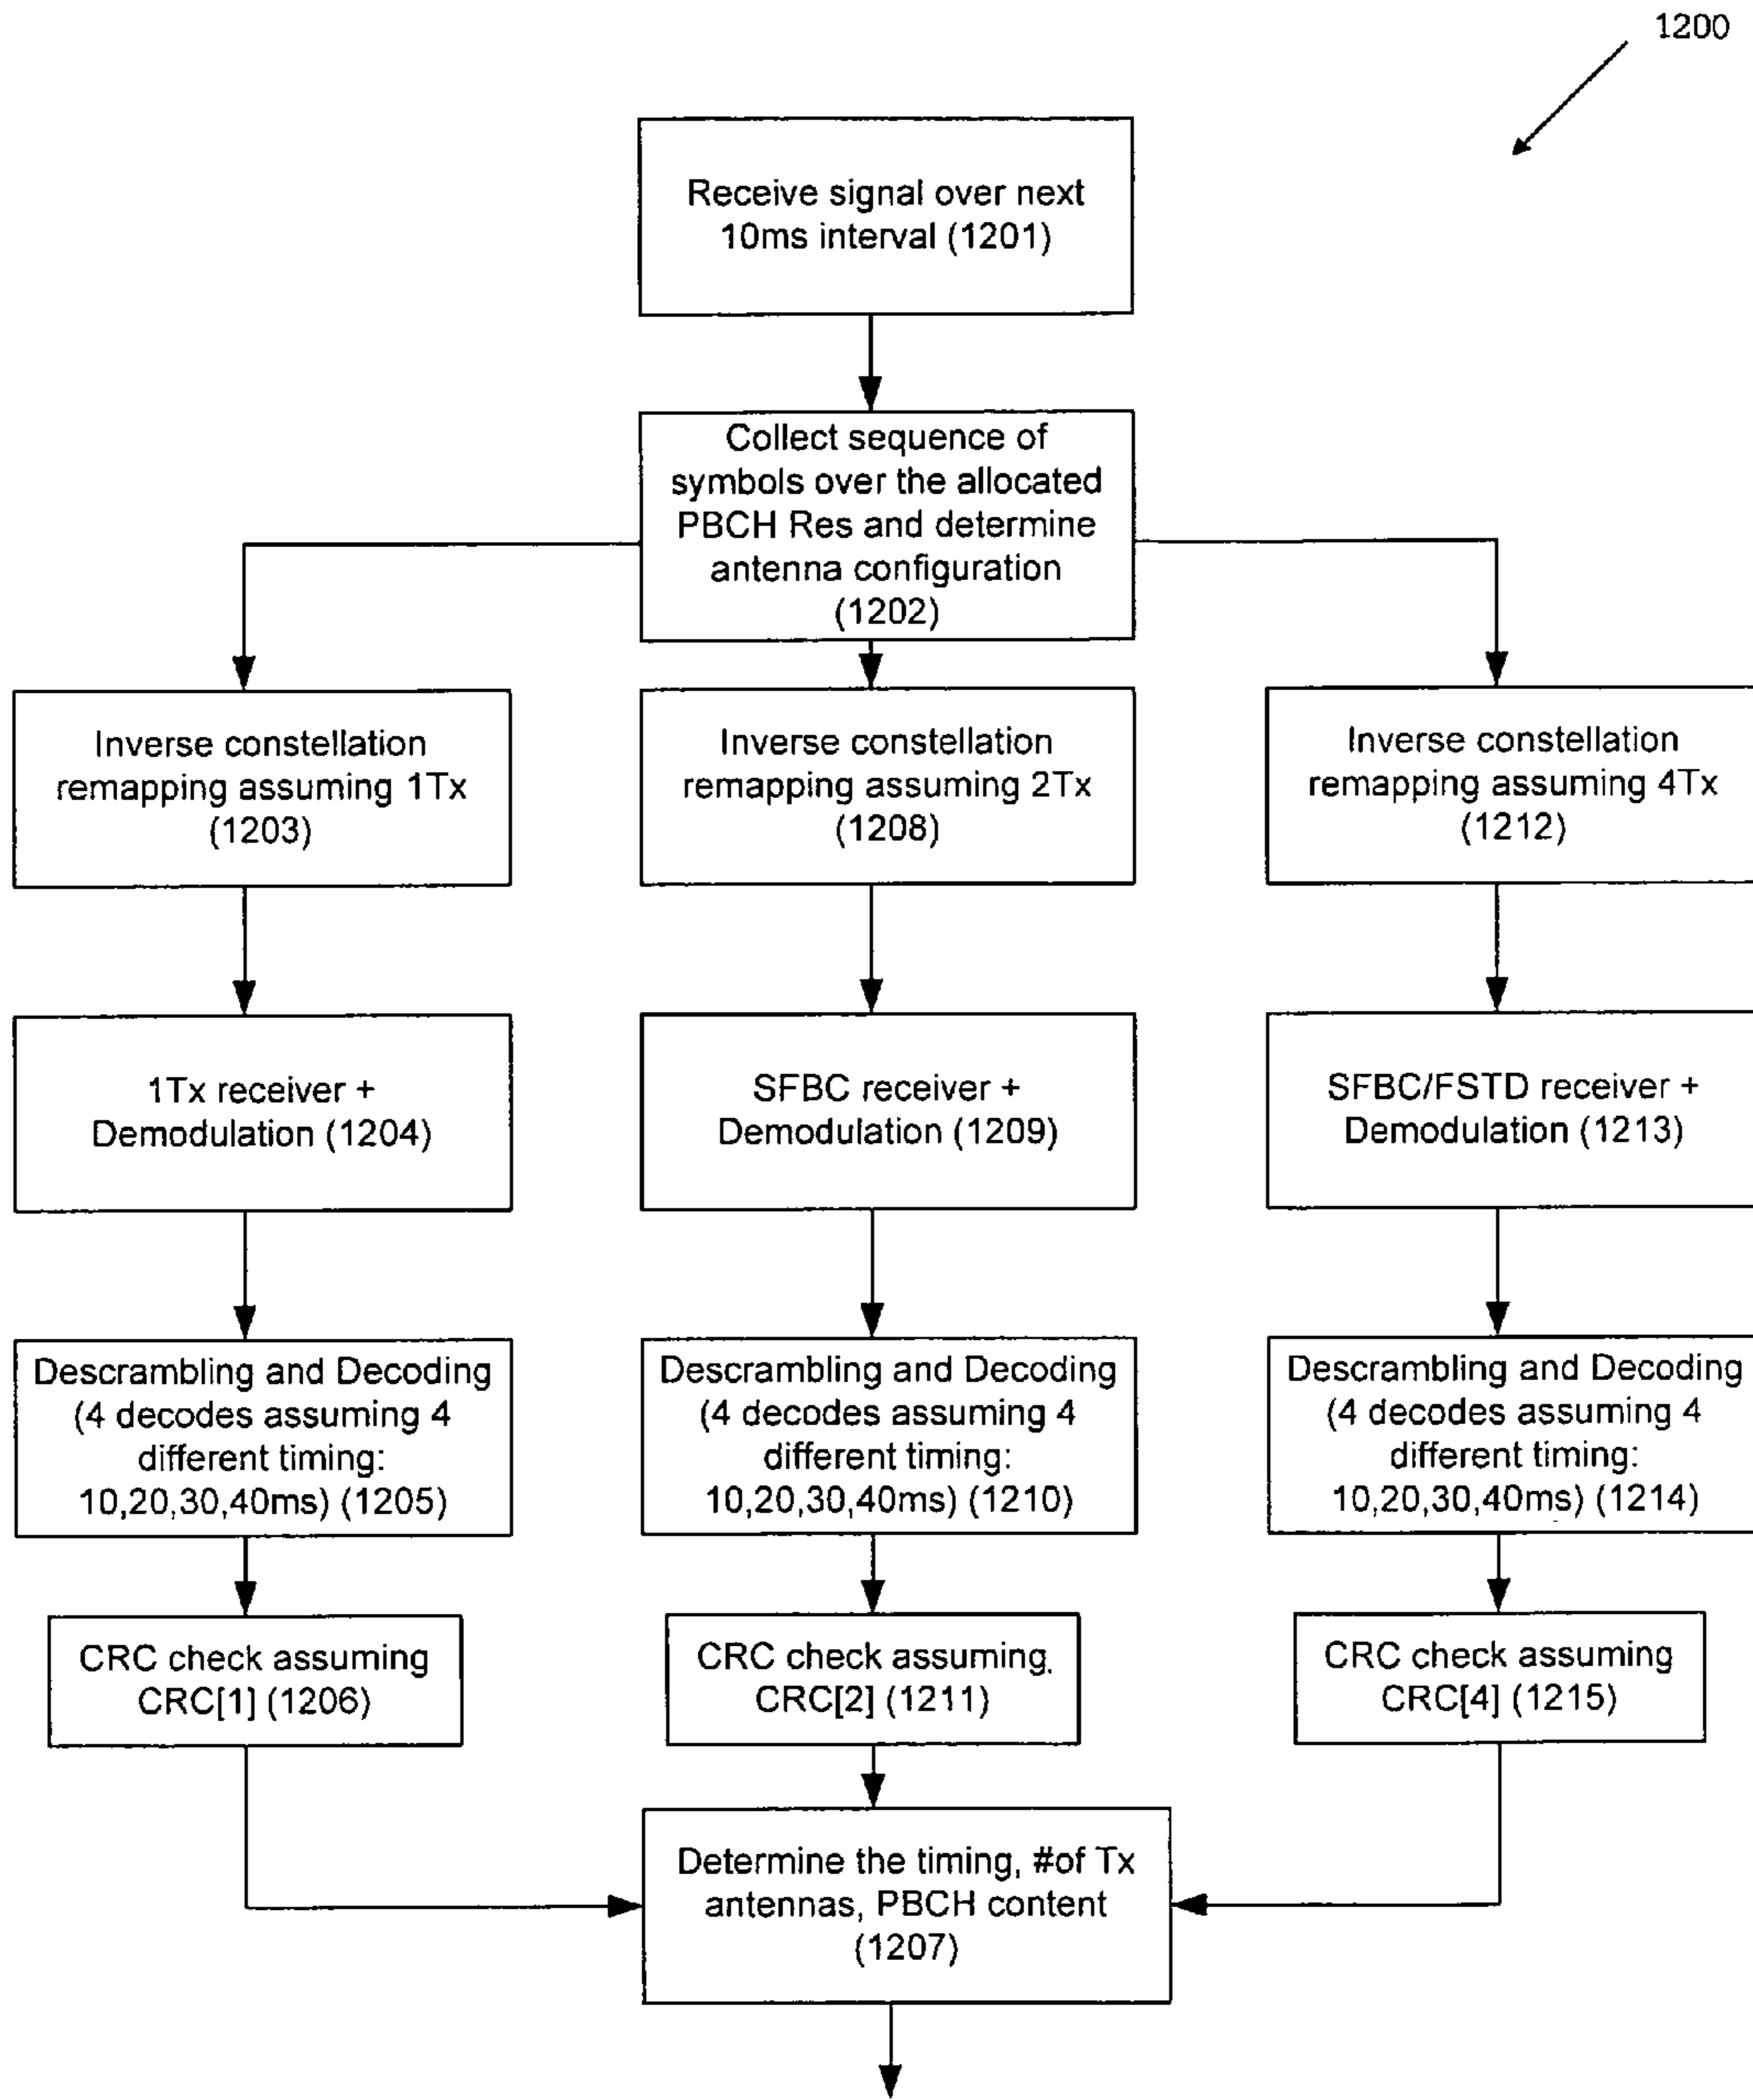 1200
Receive signal over next
10ms interval (1201)
Collect sequence of
symbols over the allocated
PBCH Res and determine
antenna configuration
(1202)
Inverse constellation
remapping assuming 1Tx
(1203)
Inverse constellation
remapping assuming 2Tx
(1208)
Inverse constellation
remapping assuming 4Tx
(1212)
1Tx receiver +
Demodulation (1204)
SFBC receiver +
Demodulation (1209)
SFBC/FSTD receiver +
Demodulation (1213)
Descrambling and Decoding
(4 decodes assuming 4
different timing:
10,20,30,40ms) (1205)
Descrambling and Decoding
(4 decodes assuming 4
different timing:
10,20,30,40ms) (1210)
Descrambling and Decoding
(4 decodes assuming 4
different timing:
10,20,30,40ms) (1214)
CRC check assuming
CRC[1] (1206)
CRC check assuming
CRC[2] (1211)
CRC check assuming
CRC[4] (1215)
Determine the timing, #of Tx
antennas, PBCH content
(1207)